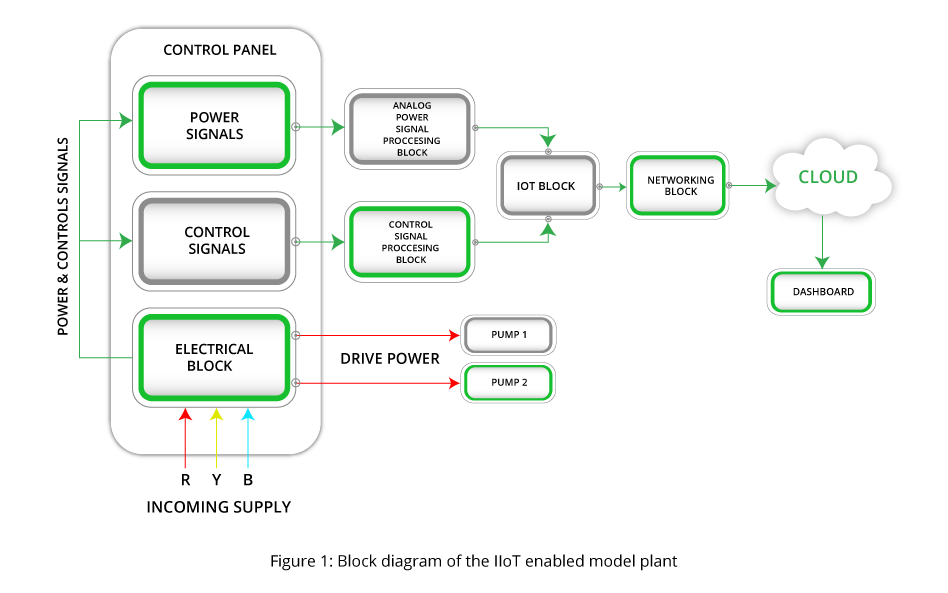 CONTROL PANEL
POWER
SIGNALS
ANALOG
POWER
SIGNAL
PROCCESING
BLOCK
IOT BLOCK
NETWORKING
BLOCK
CLOUD
POWER & CONTROLS SIGNALS
CONTROL
SIGNALS
CONTROL
SIGNAL
PROCCESING
BLOCK
DASHBOARD
ELECTRICAL
BLOCK
DRIVE POWER
PUMP 1
PUMP 2
R Y B
INCOMING SUPPLY
Figure 1: Block diagram of the IIoT enabled model plant